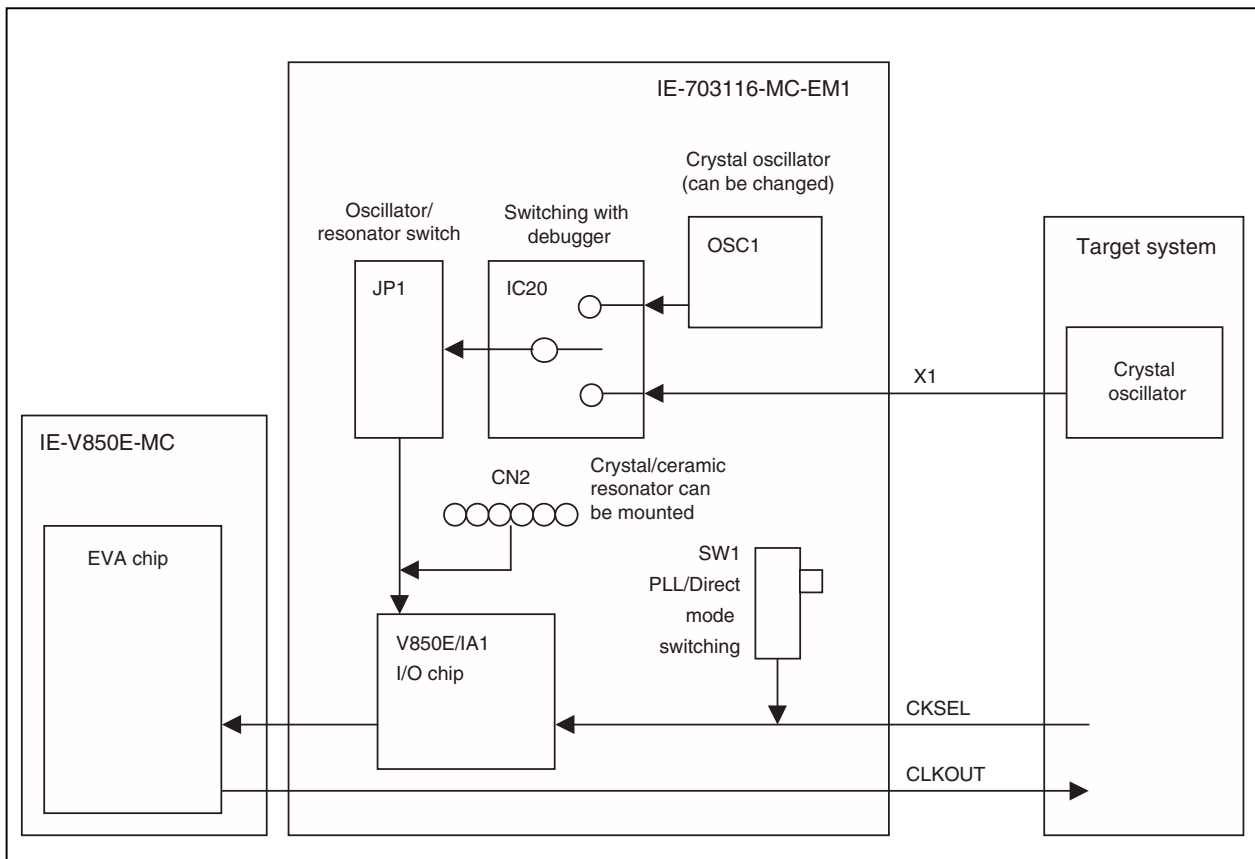 IE-703116-MC-EM1
Crystal oscillator
(can be changed)
Oscillator/
resonator switch
Switching with
debugger
OSC1
Target system
JP1
IC20
X1
Crystal
oscillator
IE-V850E-MC
CN2
Crystal/ceramic
resonator can
be mounted
EVA chip
SW1
PLL/Direct
mode
switching
V850E/IA1
I/O chip
CKSEL
CLKOUT